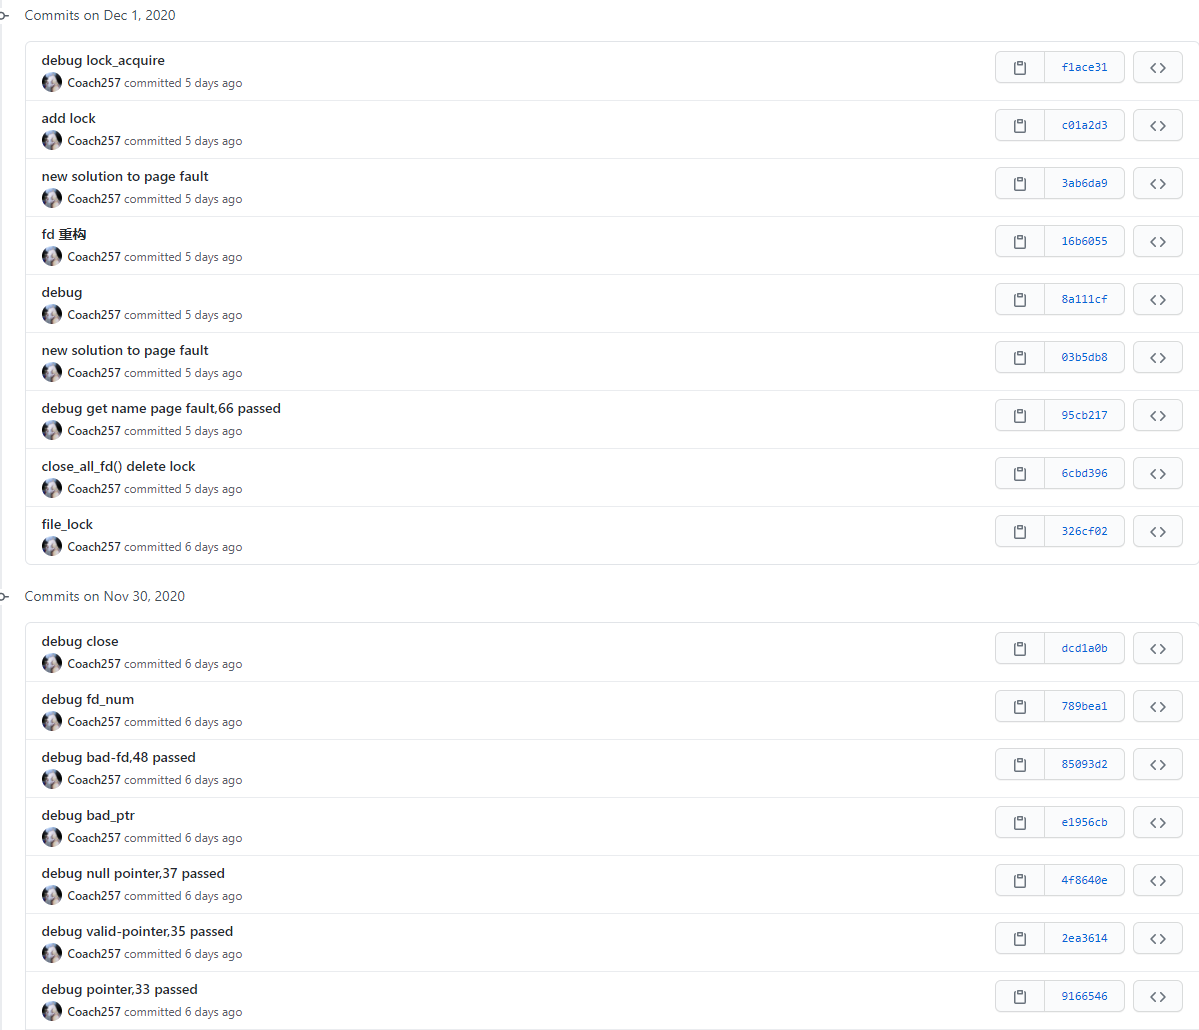 Commits on Dec 1, 2020
debug lock_acquire
Coach257 committed 5 days ago
f1ace31
add lock
Coach257 committed 5 days ago
c01a2d3
new solution to page fault
Coach257 committed 5 days ago
3ab6da9
fd 重构
Coach257 committed 5 days ago
16b6055
debug
Coach257 committed 5 days ago
8a111cf
new solution to page fault
Coach257 committed 5 days ago
03b5db8
debug get name page fault,66 passed
Coach257 committed 5 days ago
95cb217
close_all_fd() delete lock
Coach257 committed 5 days ago
6cbd396
file_lock
Coach257 committed 6 days ago
326cf02
Commits on Nov 30, 2020
debug close
Coach257 committed 6 days ago
dcd1a0b
debug fd_num
Coach257 committed 6 days ago
789bea1
debug bad-fd,48 passed
Coach257 committed 6 days ago
85093d2
debug bad_ptr
Coach257 committed 6 days ago
e1956cb
debug null pointer,37 passed
Coach257 committed 6 days ago
4f8640e
debug valid-pointer,35 passed
Coach257 committed 6 days ago
2ea3614
debug pointer,33 passed
Coach257 committed 6 days ago
9166546